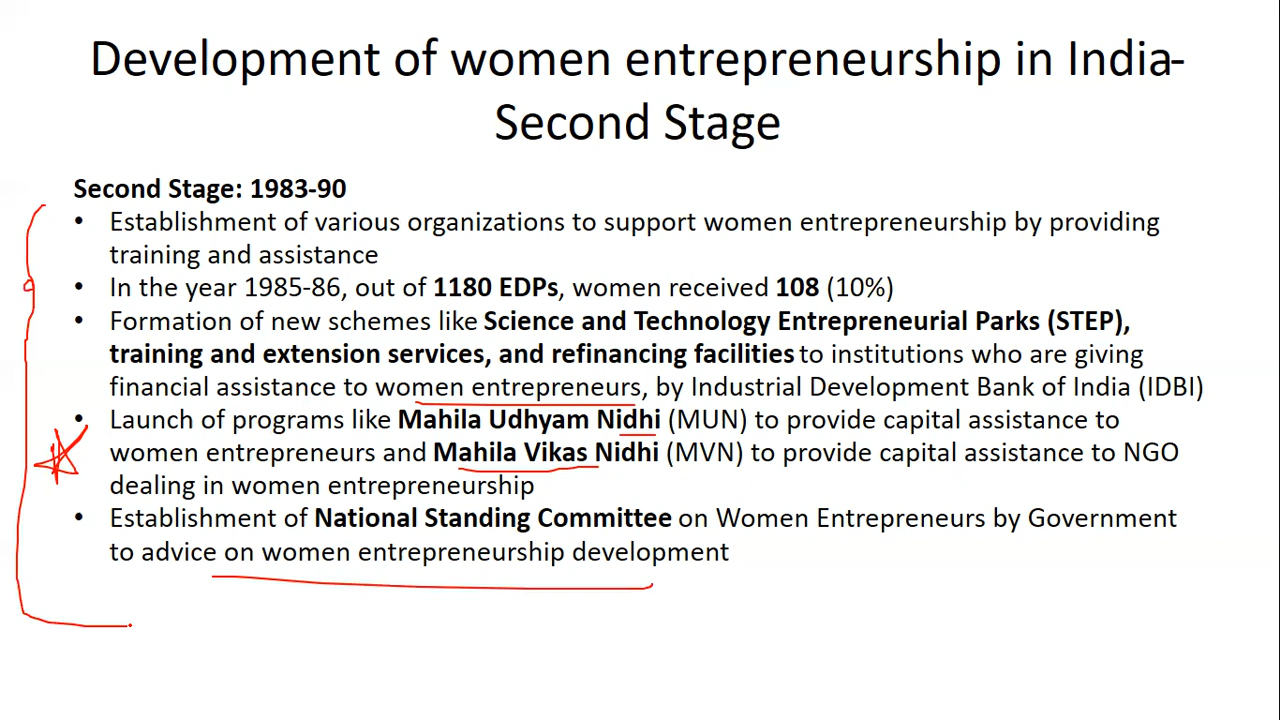 Development of women entrepreneurship in India-
Second Stage
Second Stage: 1983-90
• Establishment of various organizations to support women entrepreneurship by providing
training and assistance
• In the year 1985-86, out of 1180 EDPs, women received 108 (10%)
• Formation of new schemes like Science and Technology Entrepreneurial Parks (STEP),
training and extension services, and refinancing facilities to institutions who are giving
financial assistance to women entrepreneurs, by Industrial Development Bank of India (IDBI)
• Launch of programs like Mahila Udhyam Nidhi (MUN) to provide capital assistance to
women entrepreneurs and Mahila Vikas Nidhi (MVN) to provide capital assistance to NGO
dealing in women entrepreneurship
• Establishment of National Standing Committee on Women Entrepreneurs by Government
to advice on women entrepreneurship development